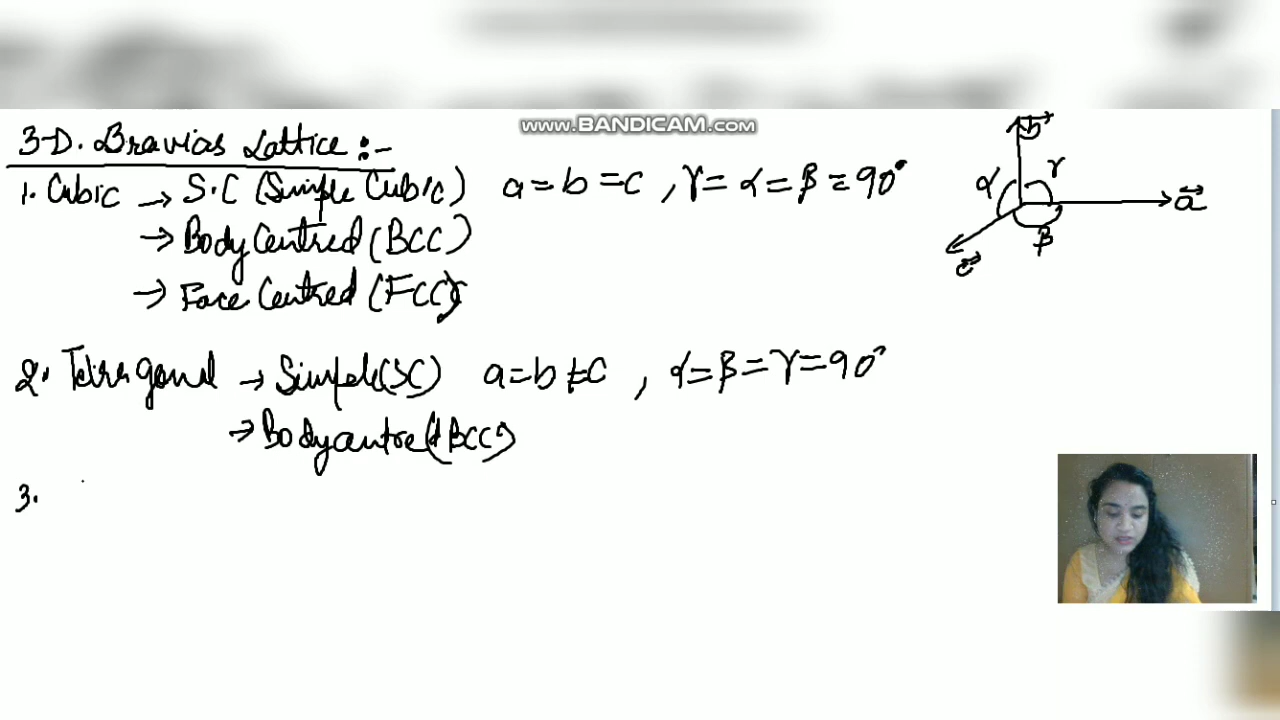 www.BANDICAM.com
3-D. Bravias Lattice :-
1. Cubic → S.C (Simple Cubic) a = b = c , γ = α = β = 90°
→ Body Centred (BCC)
→ Face Centred (FCC)
b
γ
α
a
β
c
2. Tetragonal → Simple (SC) a = b ≠ c , α = β = γ = 90°
→ Bodycentred (BCC)
3.